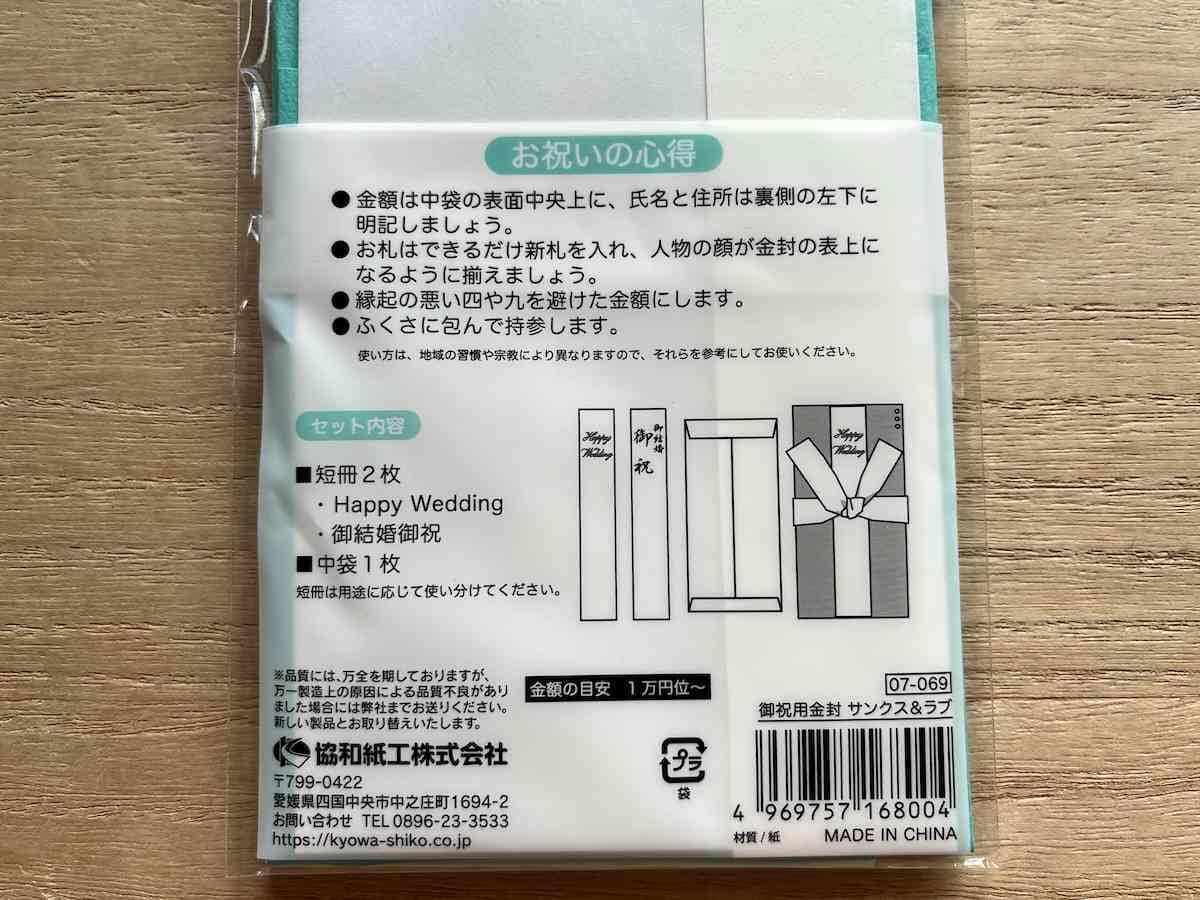 お祝いの心得
● 金額は中袋の表面中央上に、氏名と住所は裏側の左下に
明記しましょう。
● お札はできるだけ新札を入れ、人物の顔が金封の表上に
なるように揃えましょう。
● 縁起の悪い四や九を避けた金額にします。
● ふくさに包んで持参します。
使い方は、地域の習慣や宗教により異なりますので、それらを参考にしてお使いください。
セット内容
■短冊2枚
・Happy Wedding
・御結婚御祝
■中袋1枚
短冊は用途に応じて使い分けてください。
Happy
Wedding
御結婚
御祝
Happy
Wedding
※品質には、万全を期しておりますが、
万一製造上の原因による品質不良があり
ました場合には弊社までお送りください。
新しい製品とお取り替えいたします。
協和紙工株式会社
〒799-0422
愛媛県四国中央市中之庄町1694-2
お問い合わせ TEL 0896-23-3533
https://kyowa-shiko.co.jp
金額の目安 1万円位〜
プラ
袋
07-069
御祝用金封 サンクス&ラブ
4 969757 168004
材質/紙 MADE IN CHINA